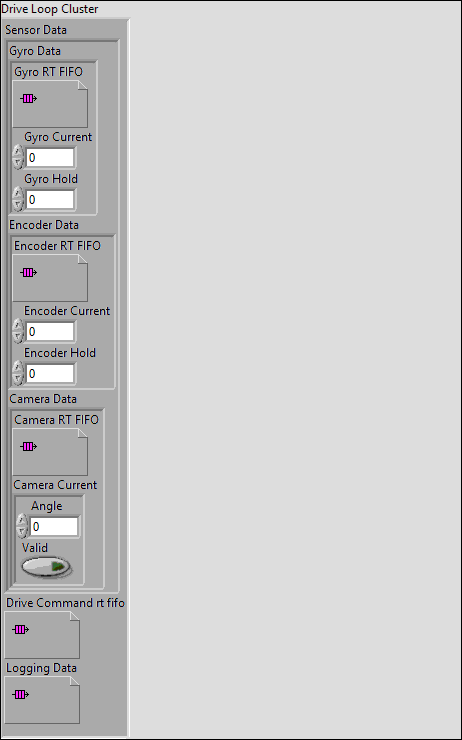 Drive Loop Cluster
Sensor Data
Gyro Data
Gyro RT FIFO
Gyro Current
0
Gyro Hold
0
Encoder Data
Encoder RT FIFO
Encoder Current
0
Encoder Hold
0
Camera Data
Camera RT FIFO
Camera Current
Angle
0
Valid
Drive Command rt fifo
Logging Data